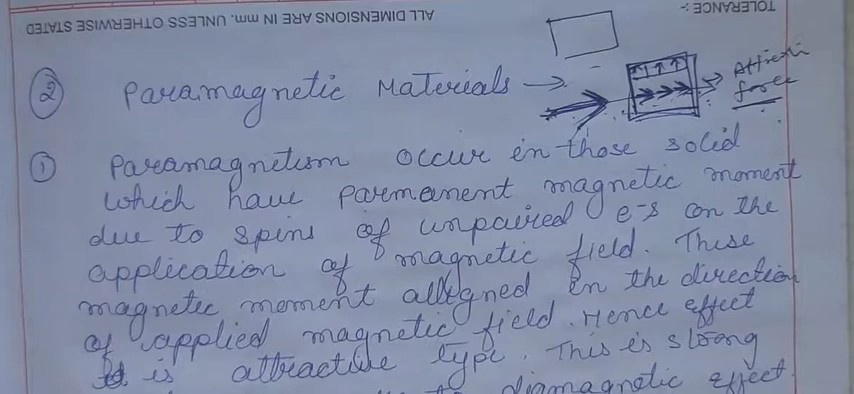 ALL DIMENSIONS ARE IN mm. UNLESS OTHERWISE STATED
TOLERANCE :-
② Paramagnetic Materials → Attractive force
① Paramagnetism occur in those solid
which have parmenent magnetic moment
due to spins of unpaired e-s on the
application of magnetic field. These
magnetic moment alligned in the direction
of applied magnetic field. Hence effect
is attractive type. This is strong
diamagnetic effect.